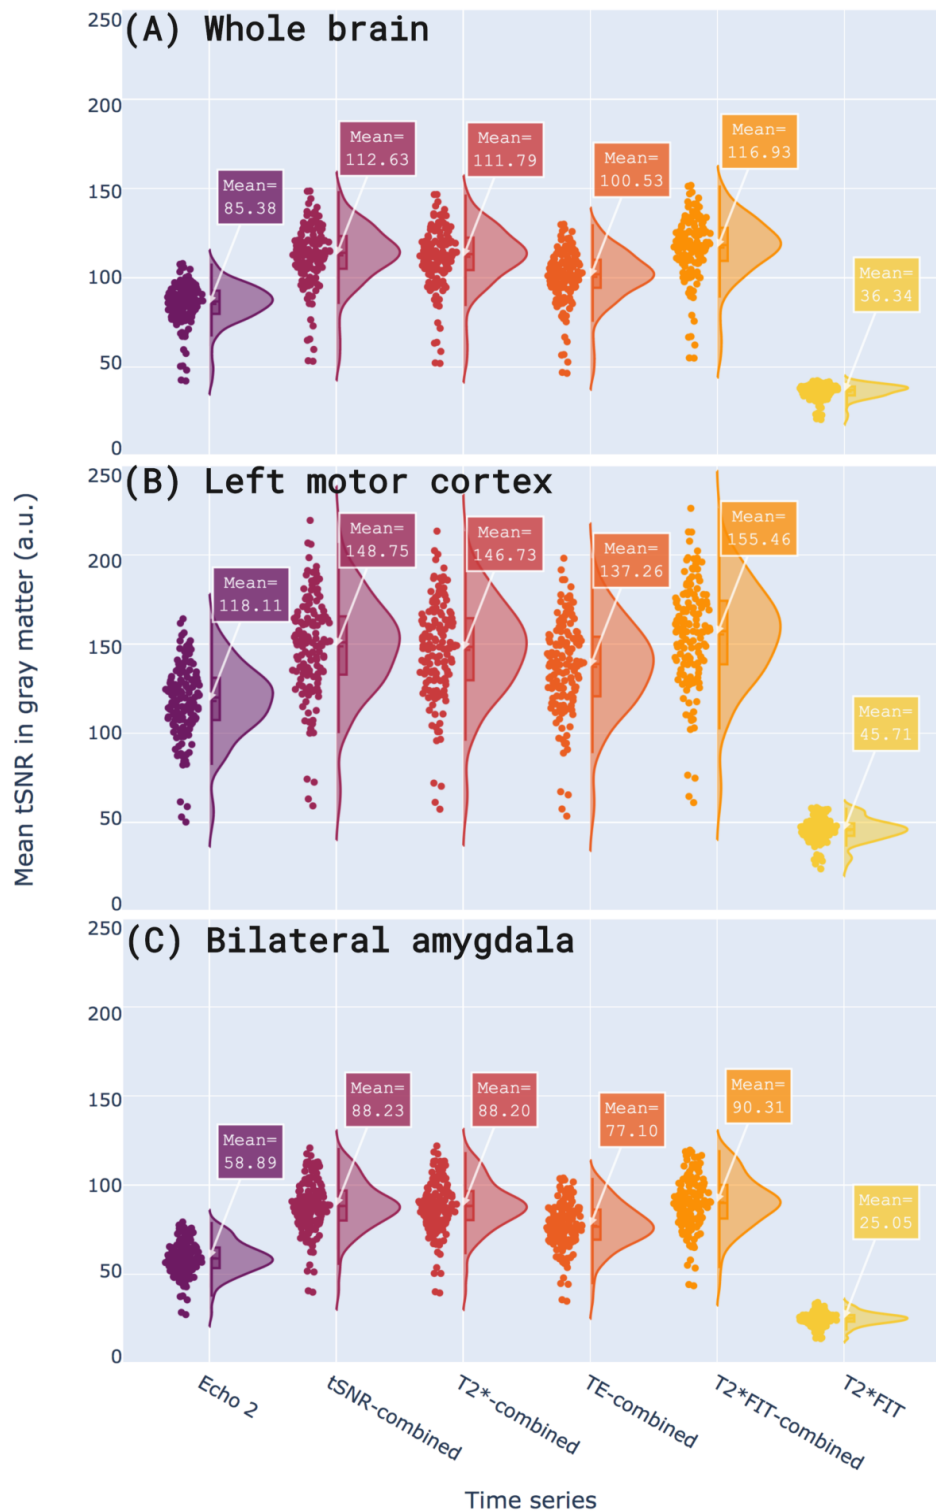 (A) Whole brain
250
200
150
100
50
0
Mean=
85.38
Mean=
112.63
Mean=
111.79
Mean=
100.53
Mean=
116.93
Mean=
36.34
(B) Left motor cortex
250
200
150
100
50
0
Mean=
118.11
Mean=
148.75
Mean=
146.73
Mean=
137.26
Mean=
155.46
Mean=
45.71
Mean tSNR in gray matter (a.u.)
(C) Bilateral amygdala
250
200
150
100
50
0
Mean=
58.89
Mean=
88.23
Mean=
88.20
Mean=
77.10
Mean=
90.31
Mean=
25.05
Echo 2
tSNR-combined
T2*-combined
TE-combined
T2*FIT-combined
T2*FIT
Time series